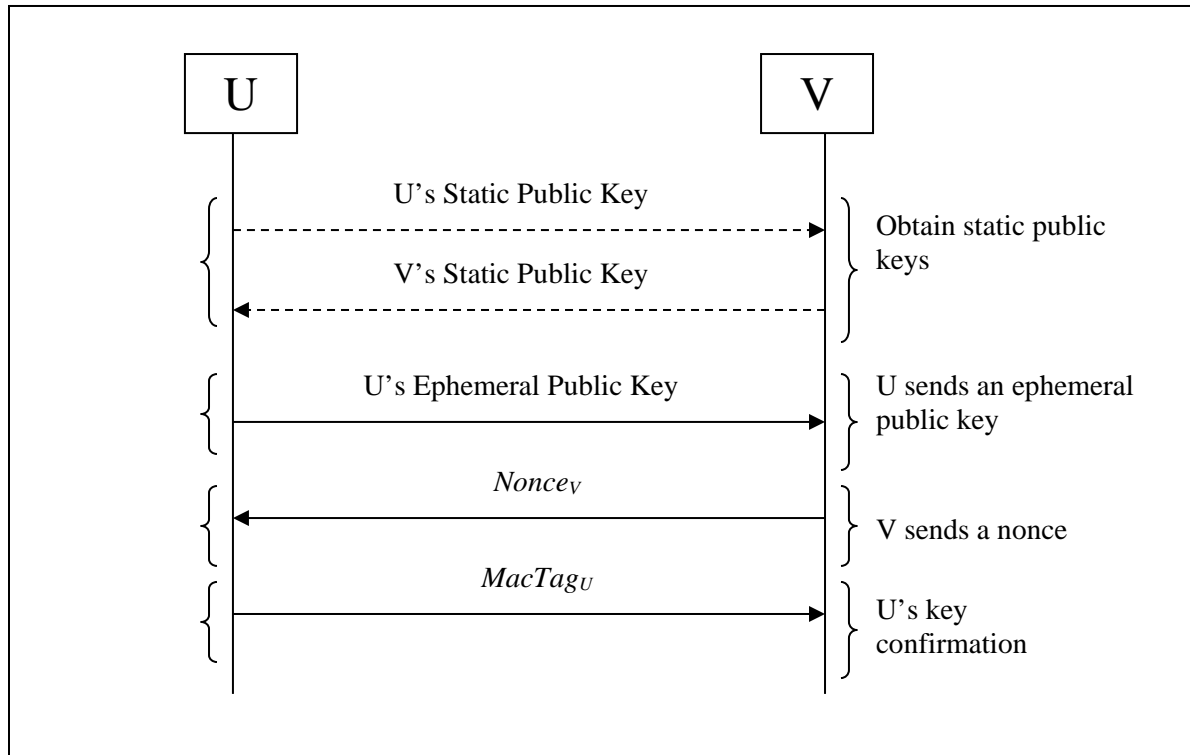 U
V
U’s Static Public Key
V’s Static Public Key
Obtain static public
keys
U’s Ephemeral Public Key
U sends an ephemeral
public key
NonceV
V sends a nonce
MacTagU
U’s key
confirmation